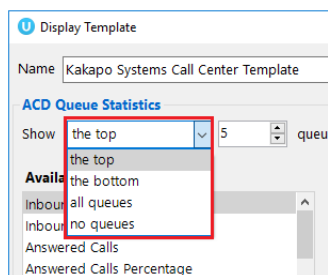 Display Template
Name Kakapo Systems Call Center Template
ACD Queue Statistics
Show the top 5
the top
the bottom
all queues
no queues
Answered Calls
Answered Calls Percentage